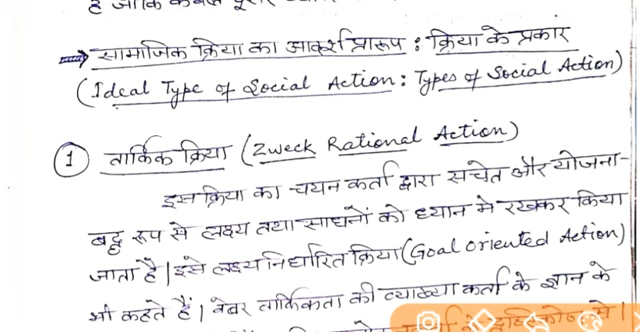 है जोकि केवल
सामाजिक क्रिया का आदर्श प्रारूप : क्रिया के प्रकार
(Ideal Type of Social Action : Types of Social Action)
① तार्किक क्रिया (Zweck Rational Action)
इस क्रिया का चयन कर्ता द्वारा सचेत और योजना-
बद्ध रूप से लक्ष्य तथा साधनों को ध्यान मे रखकर किया
जाता है। इसे लक्ष्य निर्धारित क्रिया (Goal oriented Action)
भी कहते हैं। वेबर तार्किकता की व्याख्या कर्ता के ज्ञान के